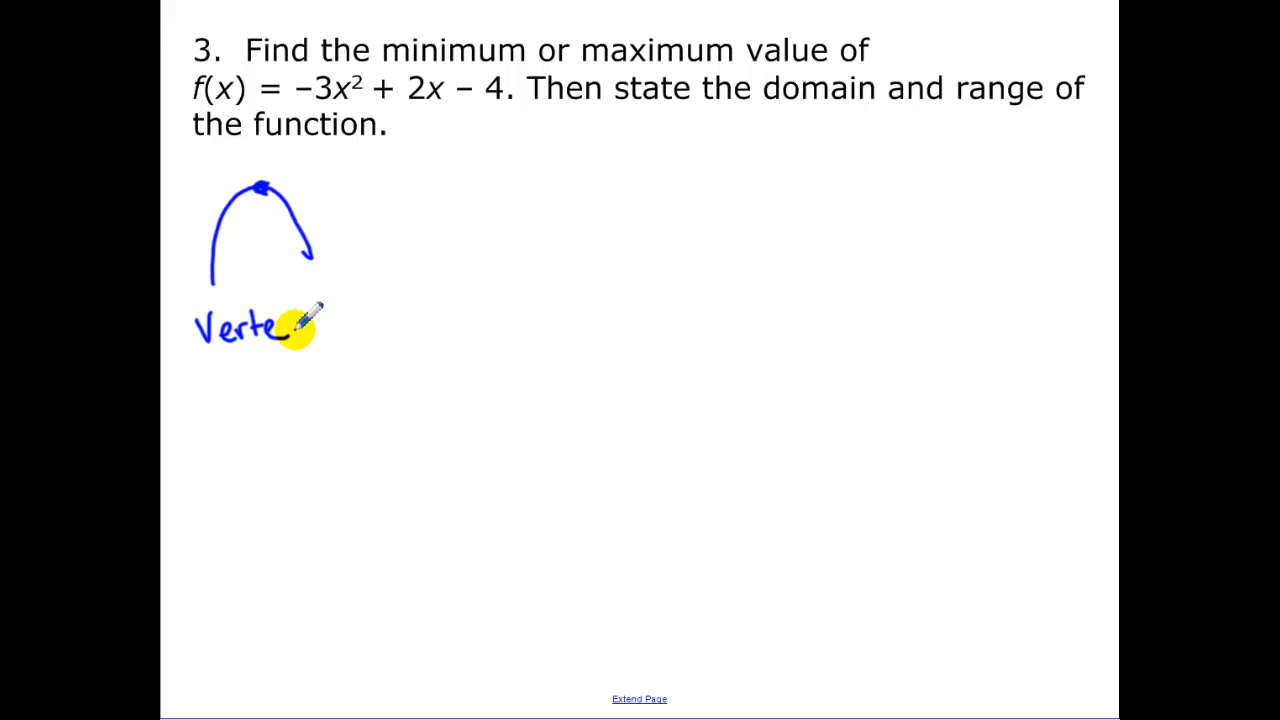 3. Find the minimum or maximum value of
f(x) = –3x² + 2x – 4. Then state the domain and range of
the function.
Verte
Extend Page